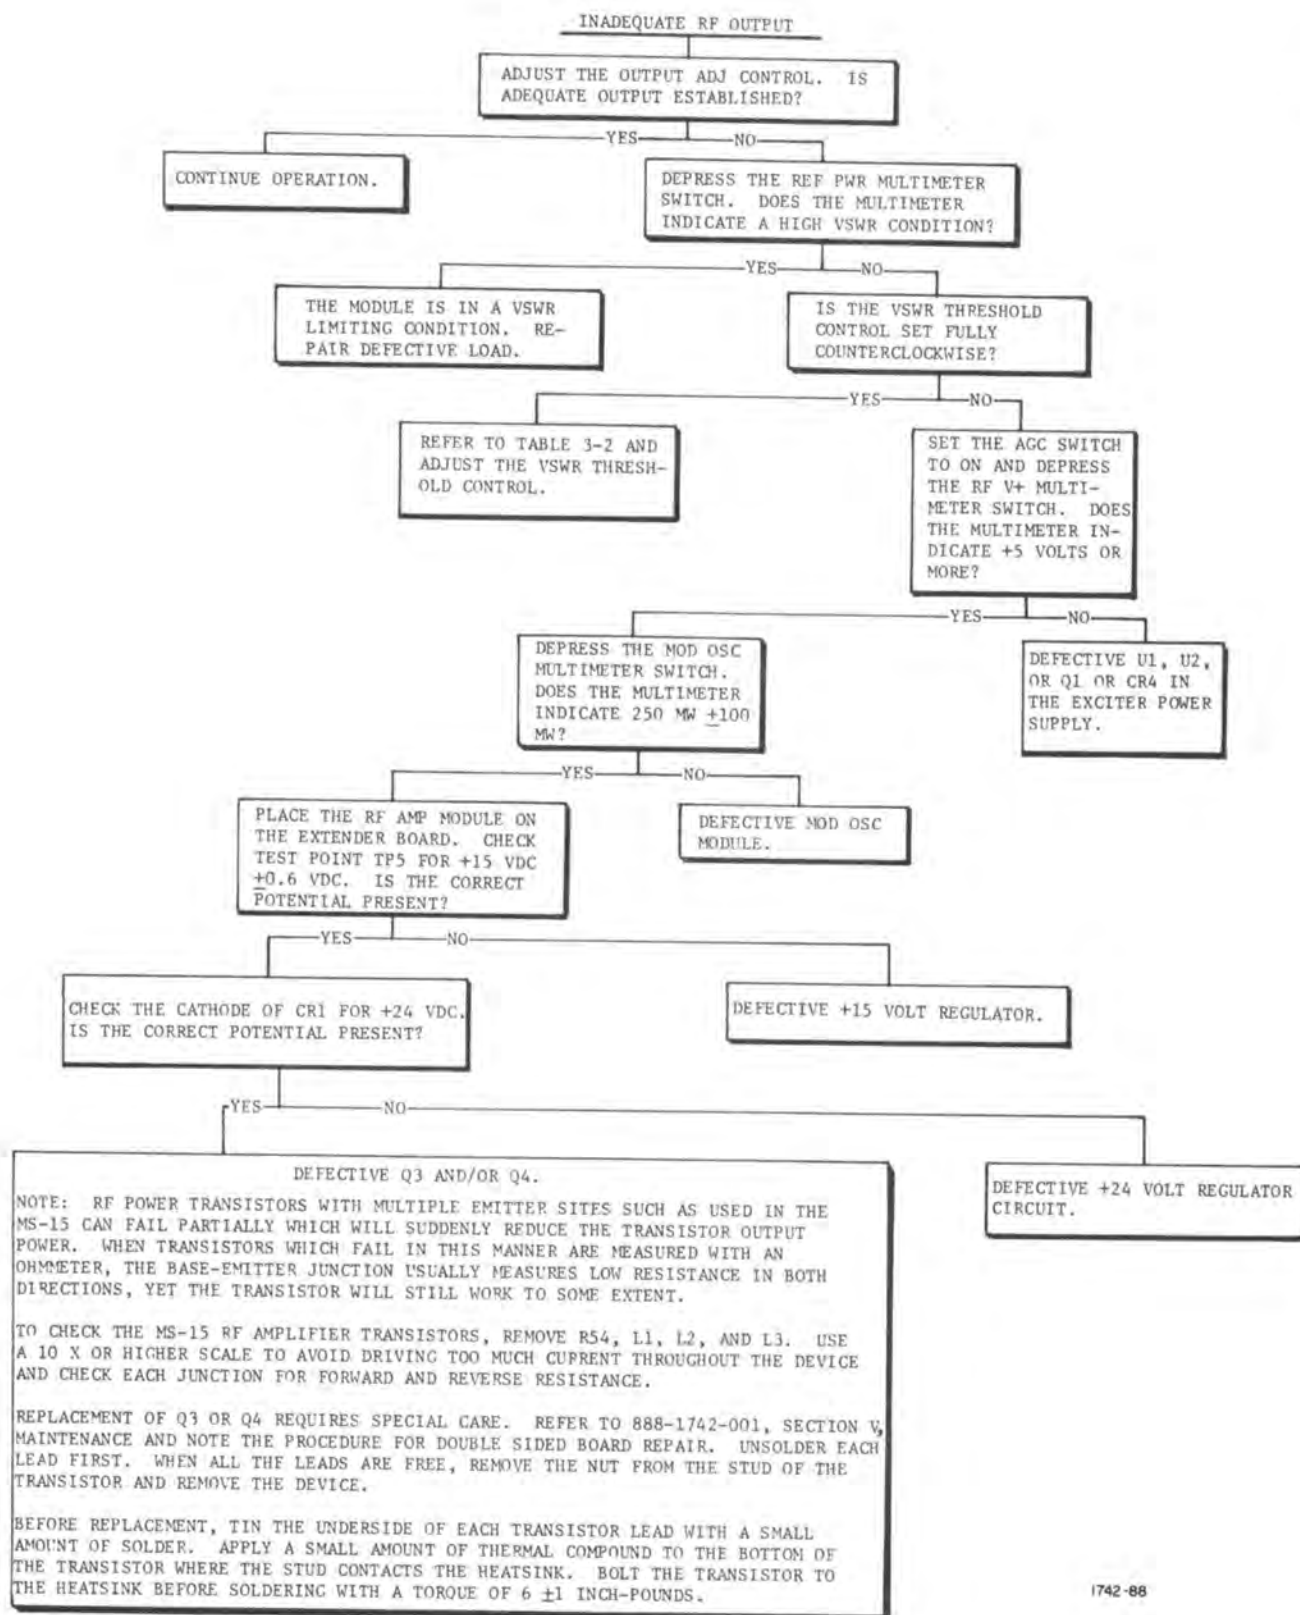 INADEQUATE RF OUTPUT
ADJUST THE OUTPUT ADJ CONTROL. IS
ADEQUATE OUTPUT ESTABLISHED?
YES
NO
CONTINUE OPERATION.
DEPRESS THE REF PWR MULTIMETER
SWITCH. DOES THE MULTIMETER
INDICATE A HIGH VSWR CONDITION?
YES
NO
THE MODULE IS IN A VSWR
LIMITING CONDITION. RE-
PAIR DEFECTIVE LOAD.
IS THE VSWR THRESHOLD
CONTROL SET FULLY
COUNTERCLOCKWISE?
YES
NO
REFER TO TABLE 3-2 AND
ADJUST THE VSWR THRESH-
OLD CONTROL.
SET THE AGC SWITCH
TO ON AND DEPRESS
THE RF V+ MULTI-
METER SWITCH. DOES
THE MULTIMETER IN-
DICATE +5 VOLTS OR
MORE?
YES
NO
DEPRESS THE MOD OSC
MULTIMETER SWITCH.
DOES THE MULTIMETER
INDICATE 250 MW ±100
MW?
DEFECTIVE U1, U2,
OR Q1 OR CR4 IN
THE EXCITER POWER
SUPPLY.
YES
NO
PLACE THE RF AMP MODULE ON
THE EXTENDER BOARD. CHECK
TEST POINT TP5 FOR +15 VDC
±0.6 VDC. IS THE CORRECT
POTENTIAL PRESENT?
DEFECTIVE MOD OSC
MODULE.
YES
NO
CHECK THE CATHODE OF CR1 FOR +24 VDC.
IS THE CORRECT POTENTIAL PRESENT?
DEFECTIVE +15 VOLT REGULATOR.
YES
NO
DEFECTIVE Q3 AND/OR Q4.
NOTE: RF POWER TRANSISTORS WITH MULTIPLE EMITTER SITES SUCH AS USED IN THE
MS-15 CAN FAIL PARTIALLY WHICH WILL SUDDENLY REDUCE THE TRANSISTOR OUTPUT
POWER. WHEN TRANSISTORS WHICH FAIL IN THIS MANNER ARE MEASURED WITH AN
OHMMETER, THE BASE-EMITTER JUNCTION USUALLY MEASURES LOW RESISTANCE IN BOTH
DIRECTIONS, YET THE TRANSISTOR WILL STILL WORK TO SOME EXTENT.
TO CHECK THE MS-15 RF AMPLIFIER TRANSISTORS, REMOVE R54, L1, L2, AND L3. USE
A 10 X OR HIGHER SCALE TO AVOID DRIVING TOO MUCH CURRENT THROUGHOUT THE DEVICE
AND CHECK EACH JUNCTION FOR FORWARD AND REVERSE RESISTANCE.
REPLACEMENT OF Q3 OR Q4 REQUIRES SPECIAL CARE. REFER TO 888-1742-001, SECTION V,
MAINTENANCE AND NOTE THE PROCEDURE FOR DOUBLE SIDED BOARD REPAIR. UNSOLDER EACH
LEAD FIRST. WHEN ALL THE LEADS ARE FREE, REMOVE THE NUT FROM THE STUD OF THE
TRANSISTOR AND REMOVE THE DEVICE.
BEFORE REPLACEMENT, TIN THE UNDERSIDE OF EACH TRANSISTOR LEAD WITH A SMALL
AMOUNT OF SOLDER. APPLY A SMALL AMOUNT OF THERMAL COMPOUND TO THE BOTTOM OF
THE TRANSISTOR WHERE THE STUD CONTACTS THE HEATSINK. BOLT THE TRANSISTOR TO
THE HEATSINK BEFORE SOLDERING WITH A TORQUE OF 6 ±1 INCH-POUNDS.
DEFECTIVE +24 VOLT REGULATOR
CIRCUIT.
1742-88